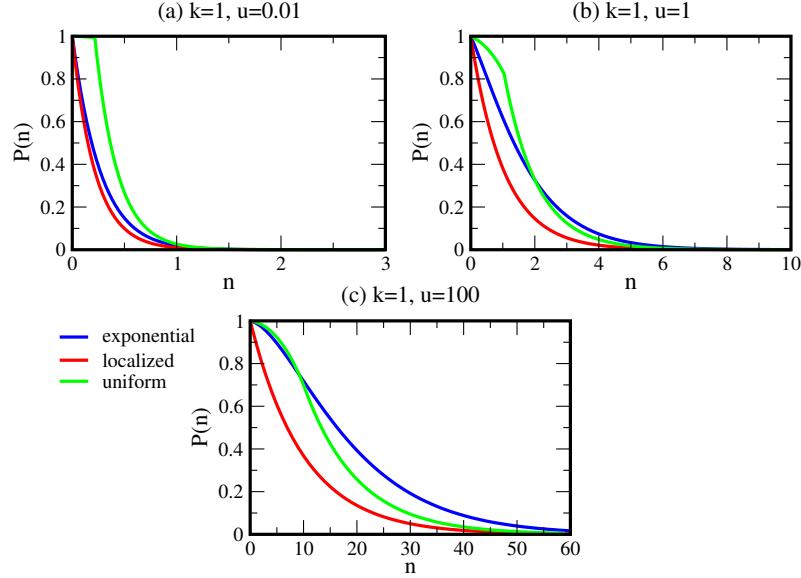 (a) k=1, u=0.01
(b) k=1, u=1
P(n)
1
0.8
0.6
0.4
0.2
0
0 1 2 3
n
P(n)
1
0.8
0.6
0.4
0.2
0
0 2 4 6 8 10
n
(c) k=1, u=100
exponential
localized
uniform
P(n)
1
0.8
0.6
0.4
0.2
0
0 10 20 30 40 50 60
n